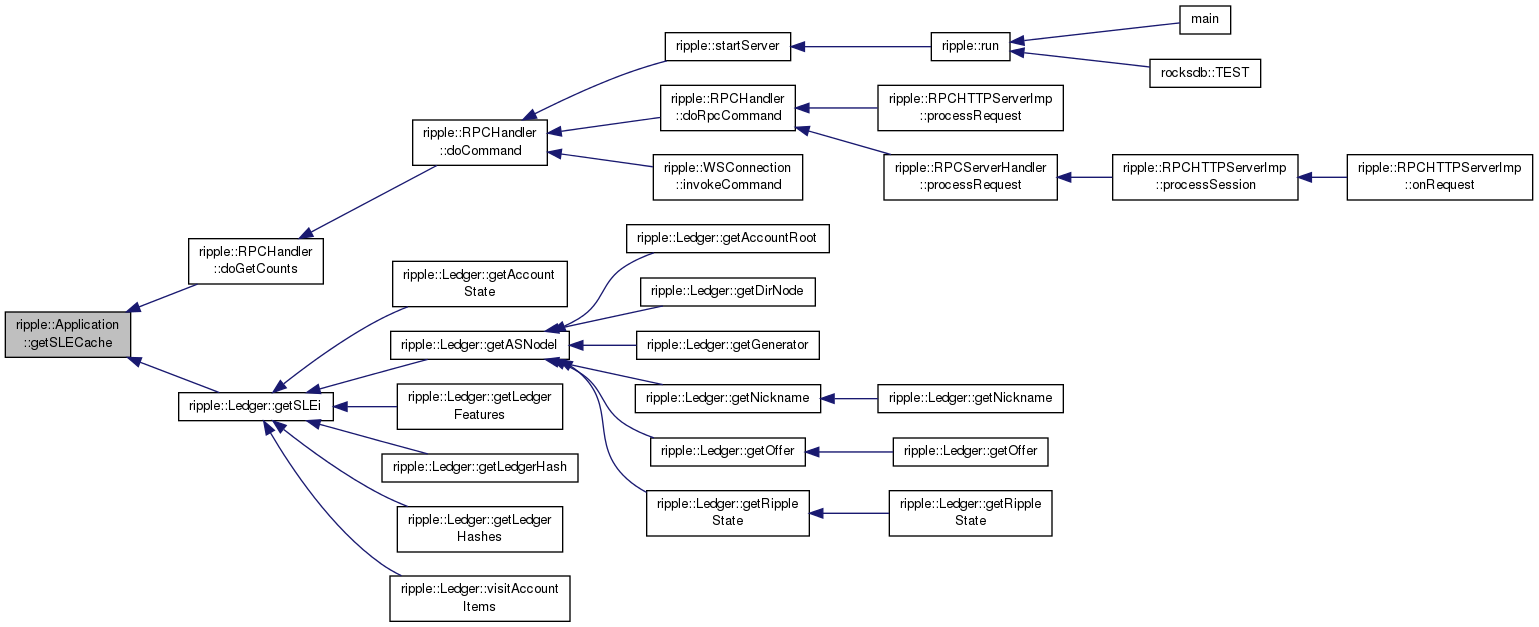 main
ripple::startServer
ripple::run
rocksdb::TEST
ripple::RPCHandler
::doRpcCommand
ripple::RPCHTTPServerImp
::processRequest
ripple::RPCHandler
::doCommand
ripple::WSConnection
::invokeCommand
ripple::RPCServerHandler
::processRequest
ripple::RPCHTTPServerImp
::processSession
ripple::RPCHTTPServerImp
::onRequest
ripple::RPCHandler
::doGetCounts
ripple::Ledger::getAccountRoot
ripple::Ledger::getAccount
State
ripple::Ledger::getDirNode
ripple::Application
::getSLECache
ripple::Ledger::getASNodeI
ripple::Ledger::getGenerator
ripple::Ledger::getSLEi
ripple::Ledger::getLedger
Features
ripple::Ledger::getNickname
ripple::Ledger::getNickname
ripple::Ledger::getLedgerHash
ripple::Ledger::getOffer
ripple::Ledger::getOffer
ripple::Ledger::getLedger
Hashes
ripple::Ledger::getRipple
State
ripple::Ledger::getRipple
State
ripple::Ledger::visitAccount
Items